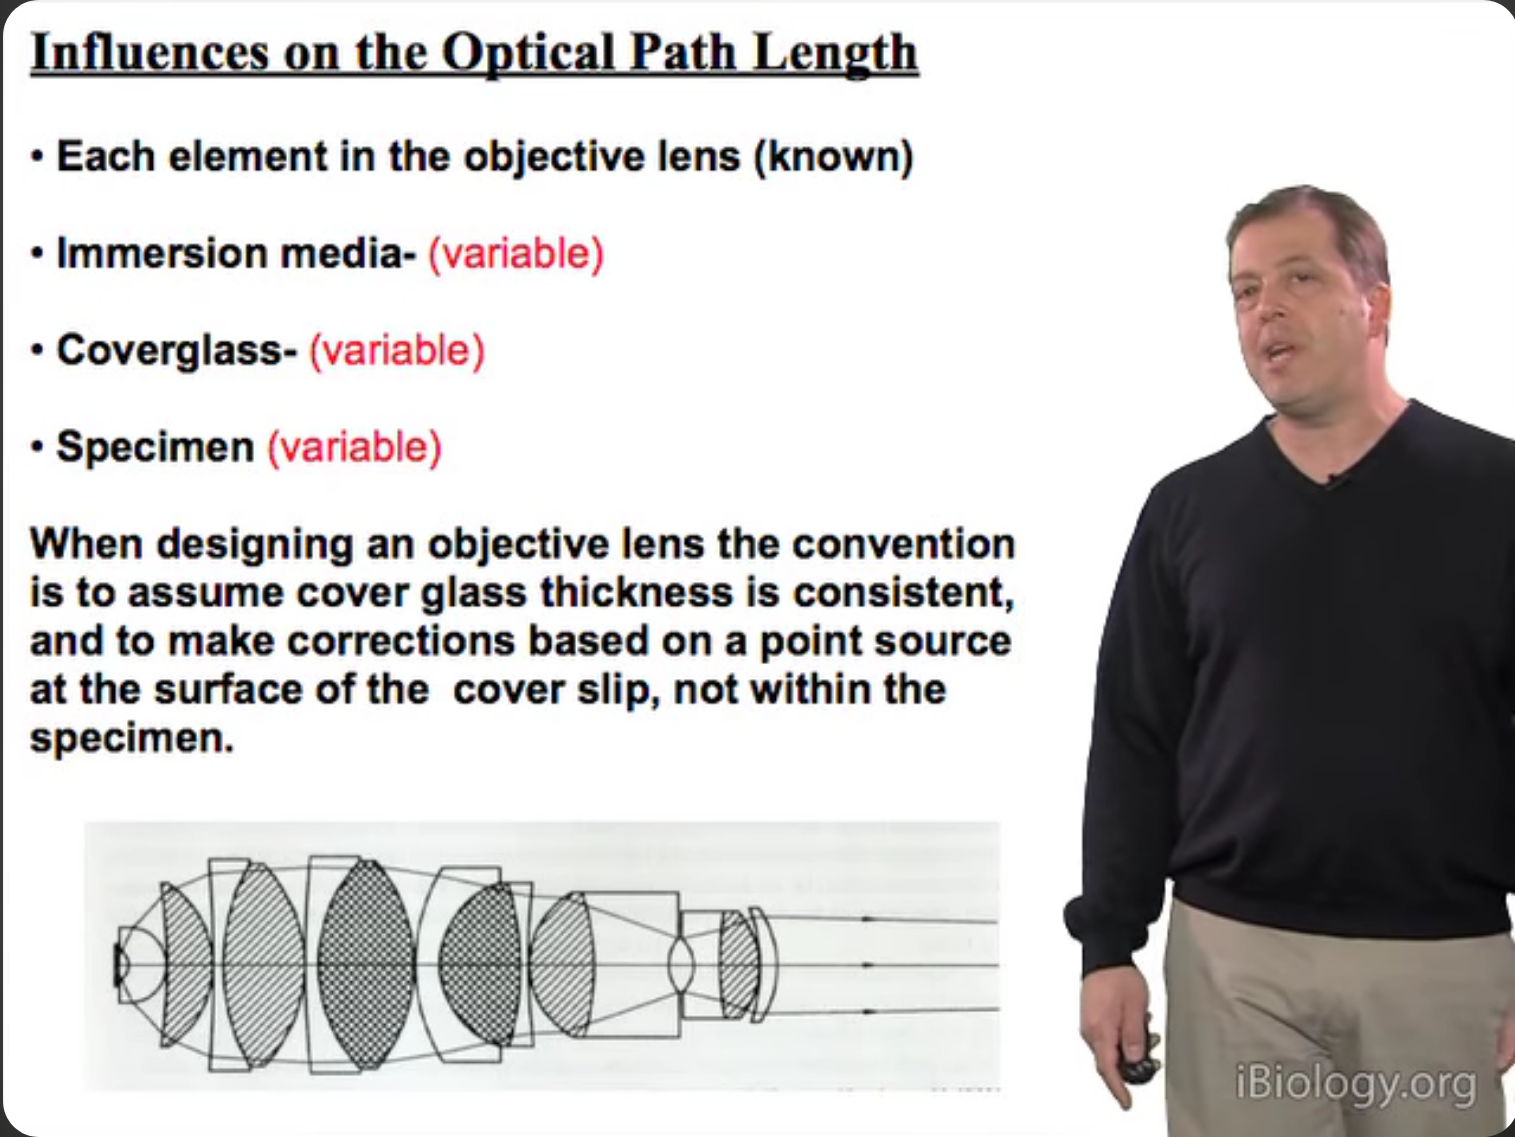 Influences on the Optical Path Length
• Each element in the objective lens (known)
• Immersion media- (variable)
• Coverglass- (variable)
• Specimen (variable)
When designing an objective lens the convention
is to assume cover glass thickness is consistent,
and to make corrections based on a point source
at the surface of the  cover slip, not within the
specimen.
iBiology.org